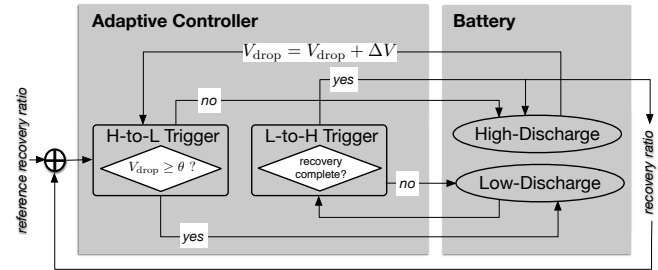 Adaptive Controller
Battery
V_drop = V_drop + ΔV
yes
no
H-to-L Trigger
L-to-H Trigger
High-Discharge
V_drop ≥ θ ?
recovery
complete?
no
Low-Discharge
yes
reference recovery ratio
recovery ratio